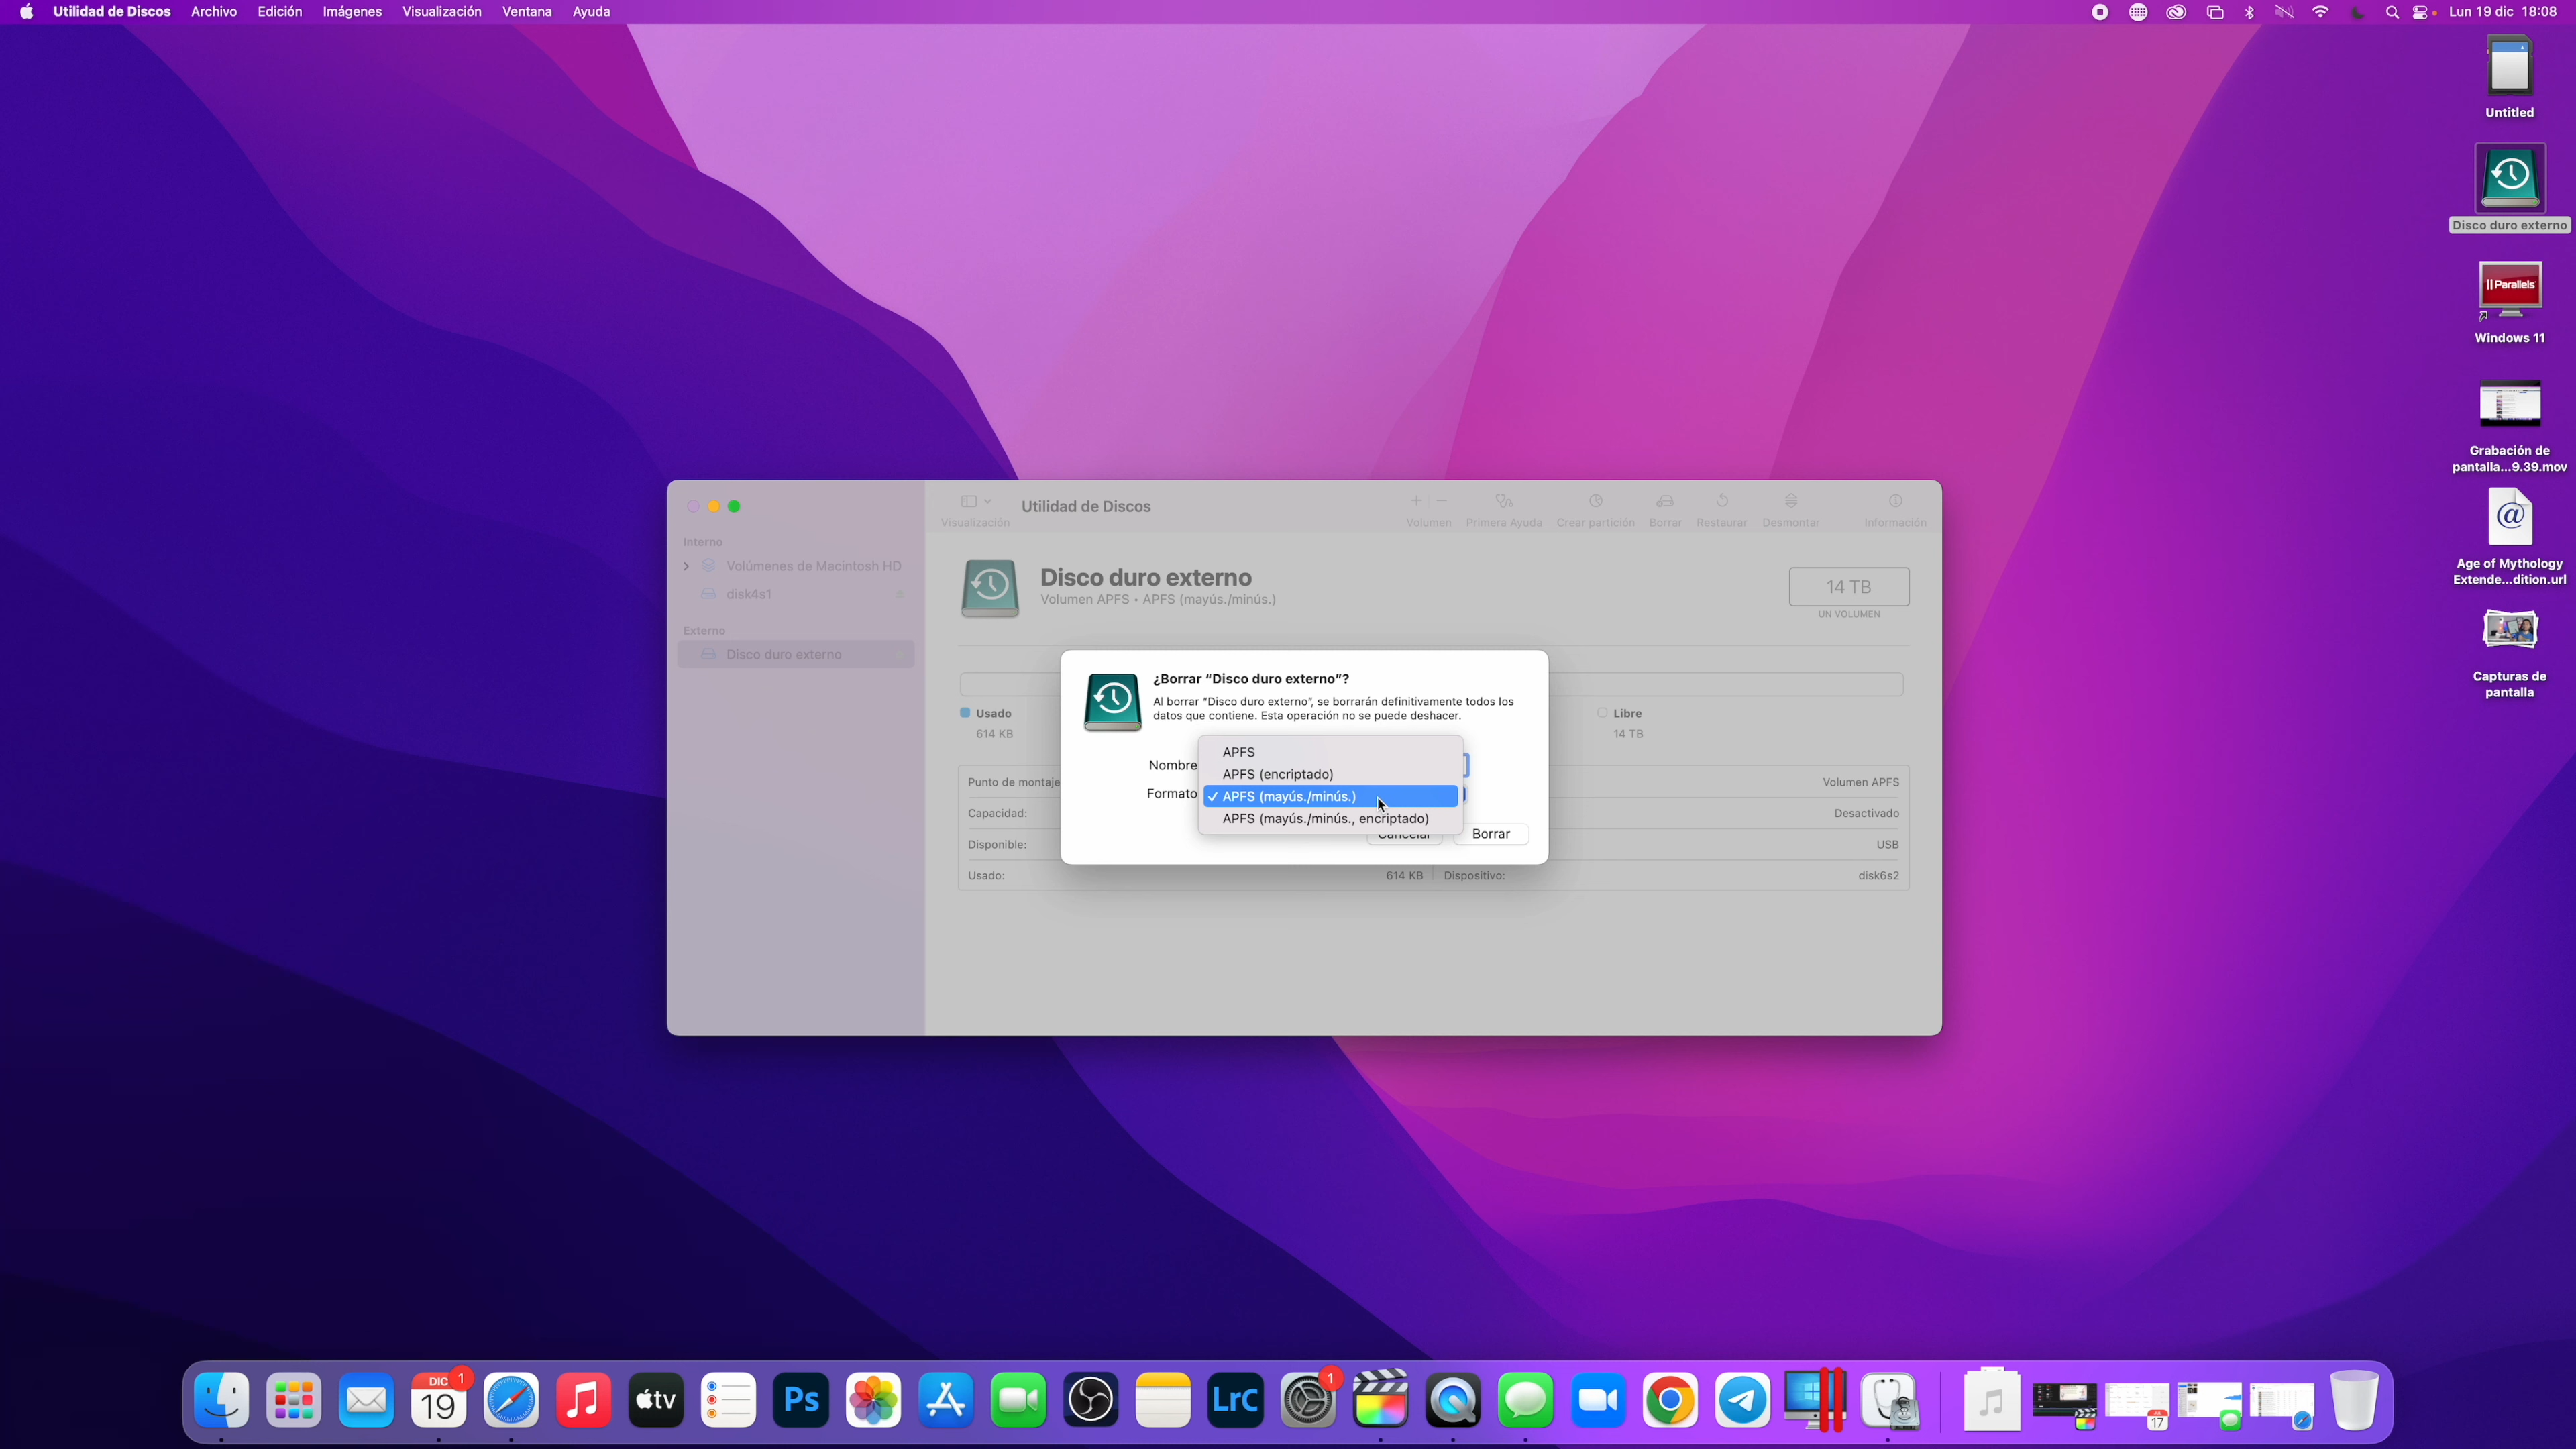 Utilidad de Discos Archivo Edición Imágenes Visualización Ventana Ayuda
Lun 19 dic 18:08
Untitled
Disco duro externo
Parallels
Windows 11
Grabación de
pantalla...9.39.mov
@
Age of Mythology
Extende...dition.url
Capturas de
pantalla
Visualización
Utilidad de Discos
Volumen Primera Ayuda Crear partición Borrar Restaurar Desmontar Información
Interno
Volúmenes de Macintosh HD
disk4s1
Externo
Disco duro externo
Disco duro externo
Volumen APFS • APFS (mayús./minús.)
14 TB
UN VOLUMEN
Usado
614 KB
Libre
14 TB
Punto de montaje
Volumen APFS
Capacidad:
Desactivado
Disponible:
USB
Usado:
614 KB
Dispositivo:
disk6s2
¿Borrar “Disco duro externo”?
Al borrar “Disco duro externo”, se borrarán definitivamente todos los
datos que contiene. Esta operación no se puede deshacer.
Nombre
Formato
APFS
APFS (encriptado)
✓ APFS (mayús./minús.)
APFS (mayús./minús., encriptado)
Cancelar
Borrar
DIC
19
1
tv
Ps
LrC
1
17